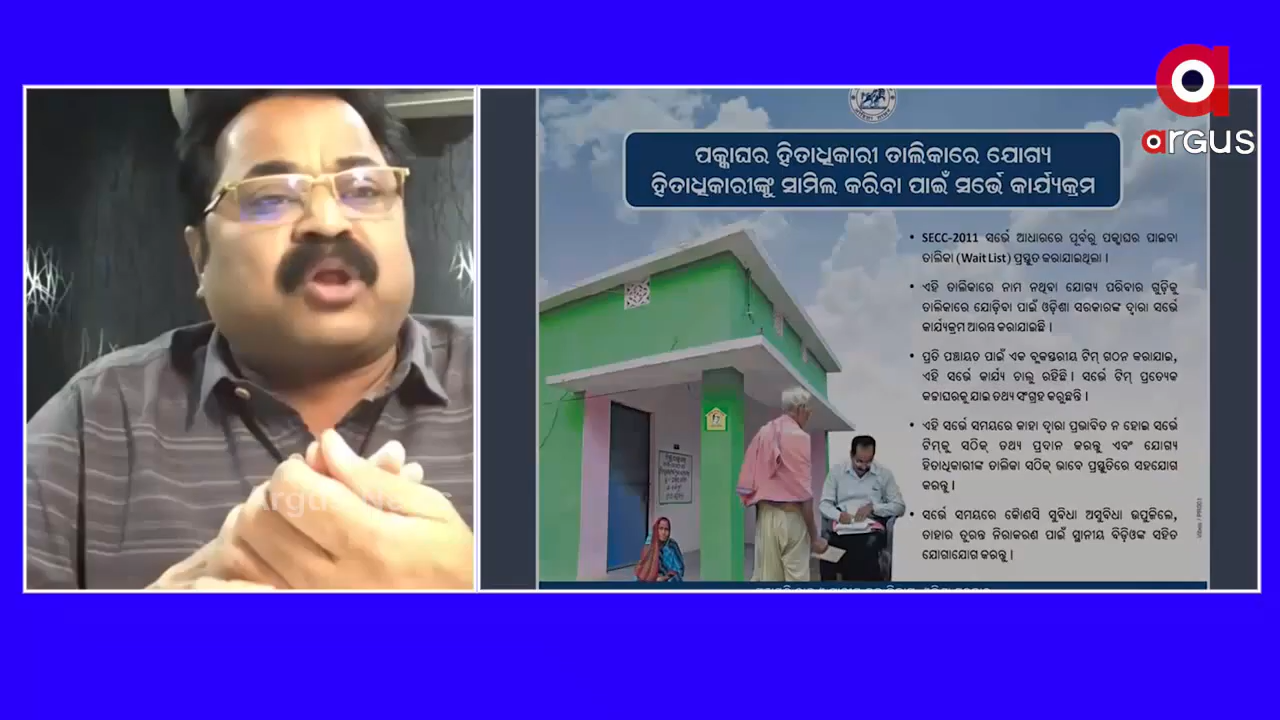 argus
ପକ୍କାଘର ହିତାଧିକାରୀ ତାଲିକାରେ ଯୋଗ୍ୟ
ହିତାଧିକାରୀଙ୍କୁ ସାମିଲ କରିବା ପାଇଁ ସର୍ଭେ କାର୍ଯ୍ୟକ୍ରମ
• SECC-2011 ସର୍ଭେ ଆଧାରରେ ପୂର୍ବରୁ ପକ୍କାଘର ପାଇବା
ତାଲିକା (Wait List) ପ୍ରସ୍ତୁତ କରାଯାଇଥିଲା ।
• ଏହି ତାଲିକାରେ ନାମ ନଥିବା ଯୋଗ୍ୟ ପରିବାର ଗୁଡ଼ିକୁ
ତାଲିକାରେ ଯୋଡ଼ିବା ପାଇଁ ଓଡ଼ିଶା ସରକାରଙ୍କ ଦ୍ୱାରା ସର୍ଭେ
କାର୍ଯ୍ୟକ୍ରମ ଆରମ୍ଭ କରାଯାଇଛି ।
• ପ୍ରତି ପଞ୍ଚାୟତ ପାଇଁ ଏକ ବ୍ଲକସ୍ତରୀୟ ଟିମ୍ ଗଠନ କରାଯାଇ,
ଏହି ସର୍ଭେ କାର୍ଯ୍ୟ ଚାଲୁ ରହିଛି । ସର୍ଭେ ଟିମ୍ ପ୍ରତ୍ୟେକ
କଚ୍ଚାଘରକୁ ଯାଇ ତଥ୍ୟ ସଂଗ୍ରହ କରୁଛନ୍ତି ।
• ଏହି ସର୍ଭେ ସମୟରେ କାହା ଦ୍ୱାରା ପ୍ରଭାବିତ ନ ହୋଇ ସର୍ଭେ
ଟିମ୍‌କୁ ସଠିକ୍ ତଥ୍ୟ ପ୍ରଦାନ କରନ୍ତୁ ଏବଂ ଯୋଗ୍ୟ
ହିତାଧିକାରୀଙ୍କ ତାଲିକା ସଠିକ୍ ଭାବେ ପ୍ରସ୍ତୁତିରେ ସହଯୋଗ
କରନ୍ତୁ ।
• ସର୍ଭେ ସମୟରେ କୌଣସି ସୁବିଧା ଅସୁବିଧା ଉପୁଜିଲେ,
ତାହାର ତୁରନ୍ତ ନିରାକରଣ ପାଇଁ ସ୍ଥାନୀୟ ବିଡ଼ିଓଙ୍କ ସହିତ
ଯୋଗାଯୋଗ କରନ୍ତୁ ।
Argus News